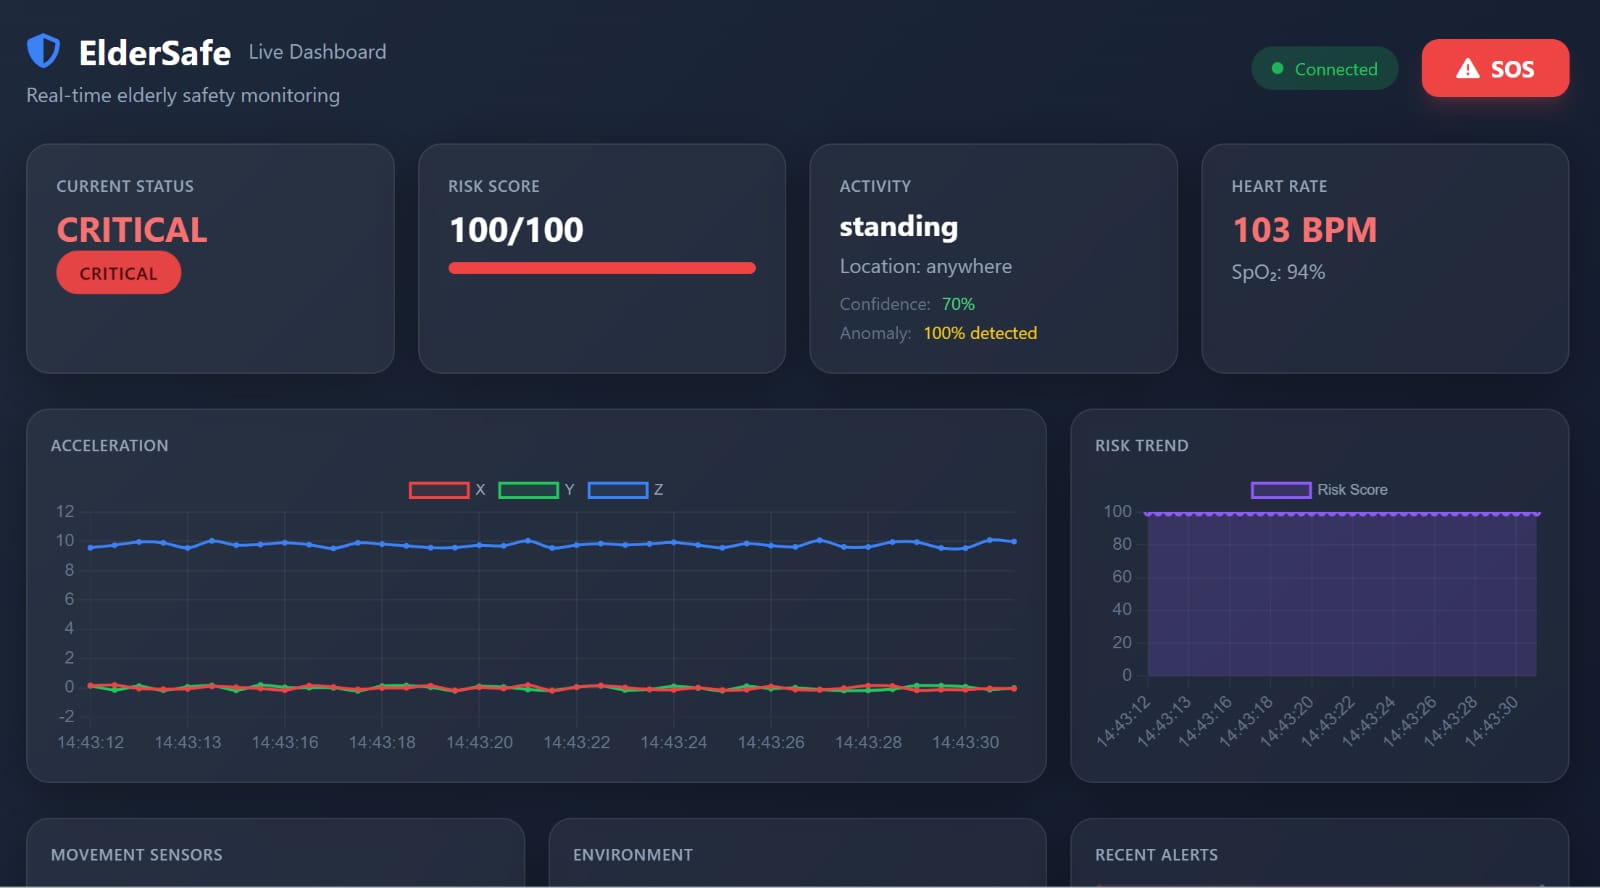 ElderSafe Live Dashboard
Real-time elderly safety monitoring
Connected
SOS
CURRENT STATUS
CRITICAL
CRITICAL
RISK SCORE
100/100
ACTIVITY
standing
Location: anywhere
Confidence: 70%
Anomaly: 100% detected
HEART RATE
103 BPM
SpO₂: 94%
ACCELERATION
X Y Z
12
10
8
6
4
2
0
-2
14:43:12 14:43:13 14:43:16 14:43:18 14:43:20 14:43:22 14:43:24 14:43:26 14:43:28 14:43:30
RISK TREND
Risk Score
100
80
60
40
20
0
14:43:12 14:43:13 14:43:16 14:43:18 14:43:20 14:43:22 14:43:24 14:43:26 14:43:28 14:43:30
MOVEMENT SENSORS
ENVIRONMENT
RECENT ALERTS